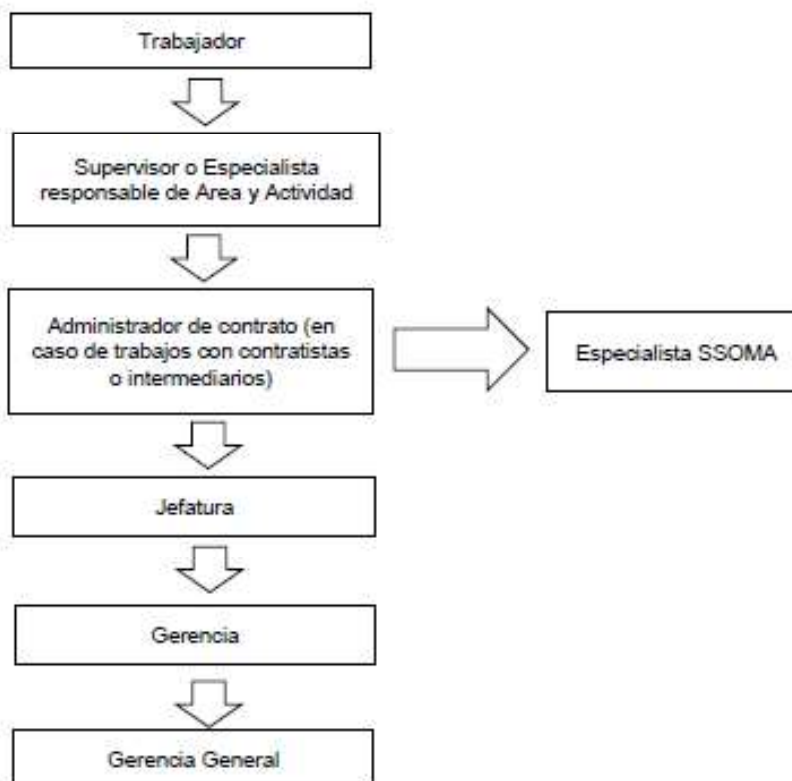 Trabajador
Supervisor o Especialista
responsable de Area y Actividad
Administrador de contrato (en
caso de trabajos con contratistas
o intermediarios)
Especialista SSOMA
Jefatura
Gerencia
Gerencia General